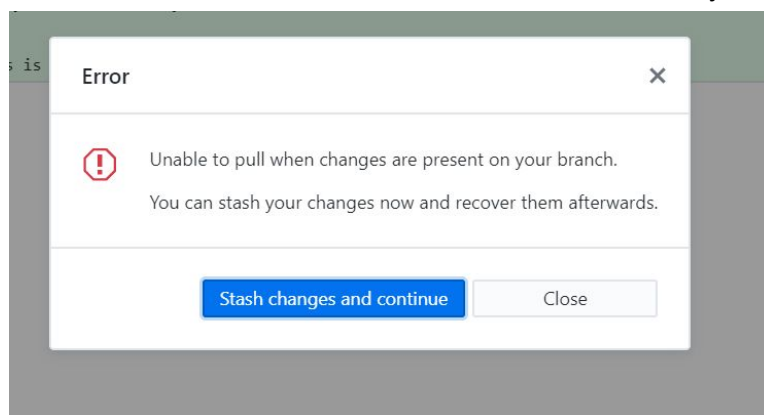 s is
Error
Unable to pull when changes are present on your branch.
You can stash your changes now and recover them afterwards.
Stash changes and continue
Close